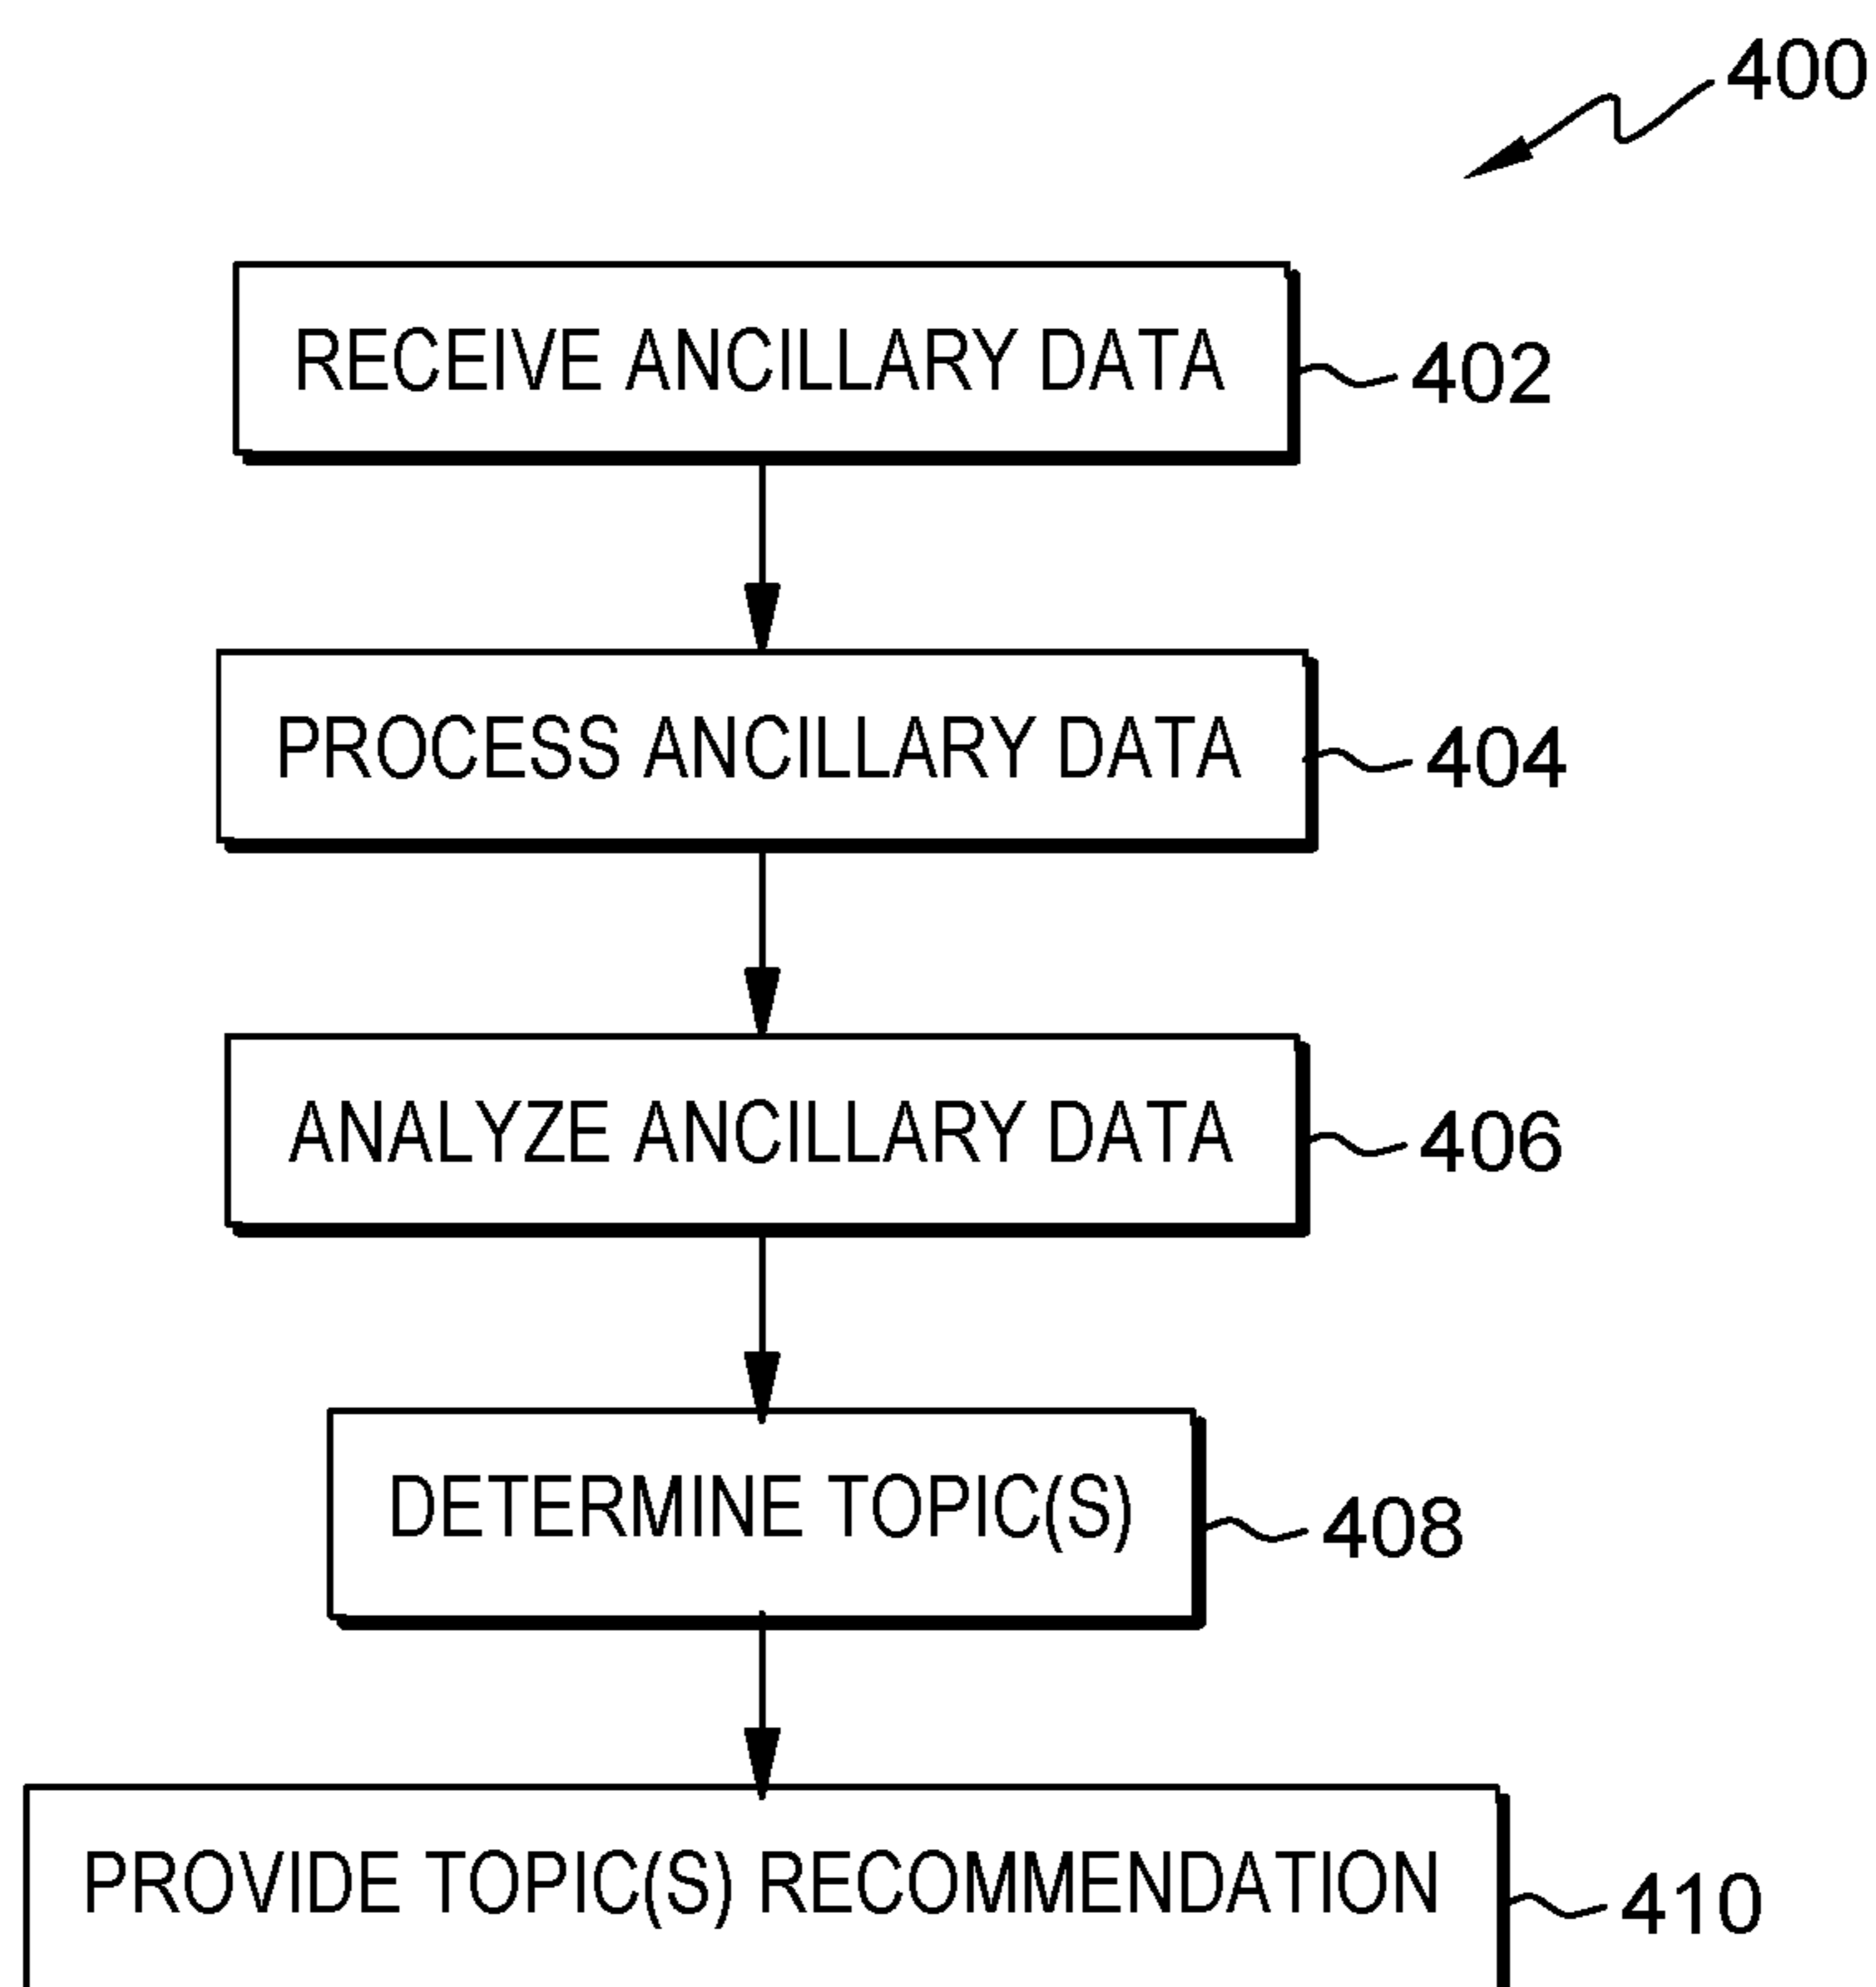 400
RECEIVE ANCILLARY DATA
402
PROCESS ANCILLARY DATA
404
ANALYZE ANCILLARY DATA
406
DETERMINE TOPIC(S)
408
PROVIDE TOPIC(S) RECOMMENDATION
410